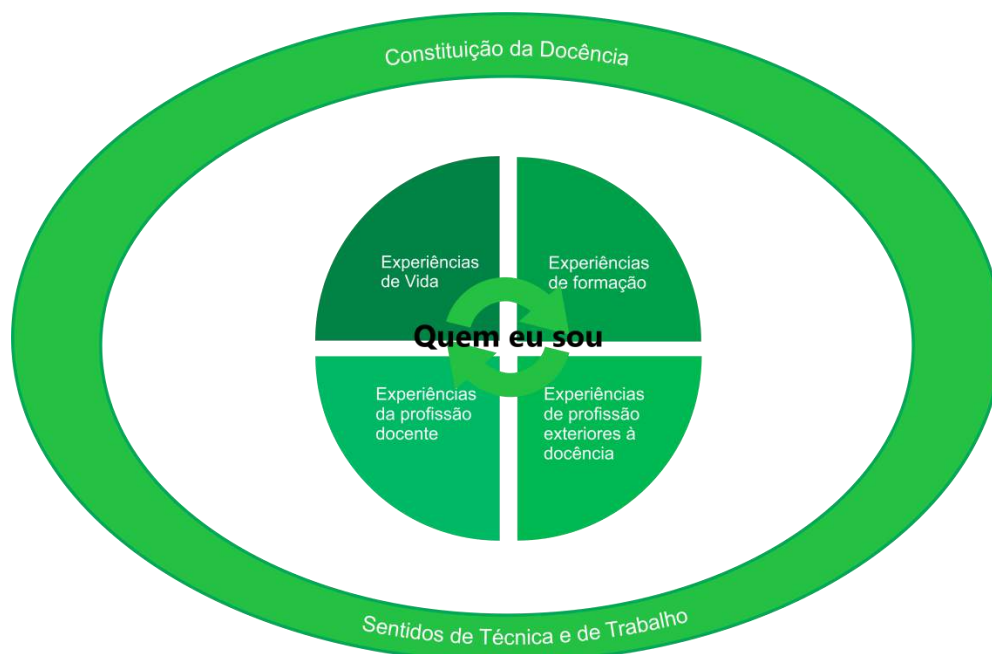 Constituição da Docência
Experiências
de Vida
Experiências
de formação
Quem eu sou
Experiências
da profissão
docente
Experiências
de profissão
exteriores à
docência
Sentidos de Técnica e de Trabalho